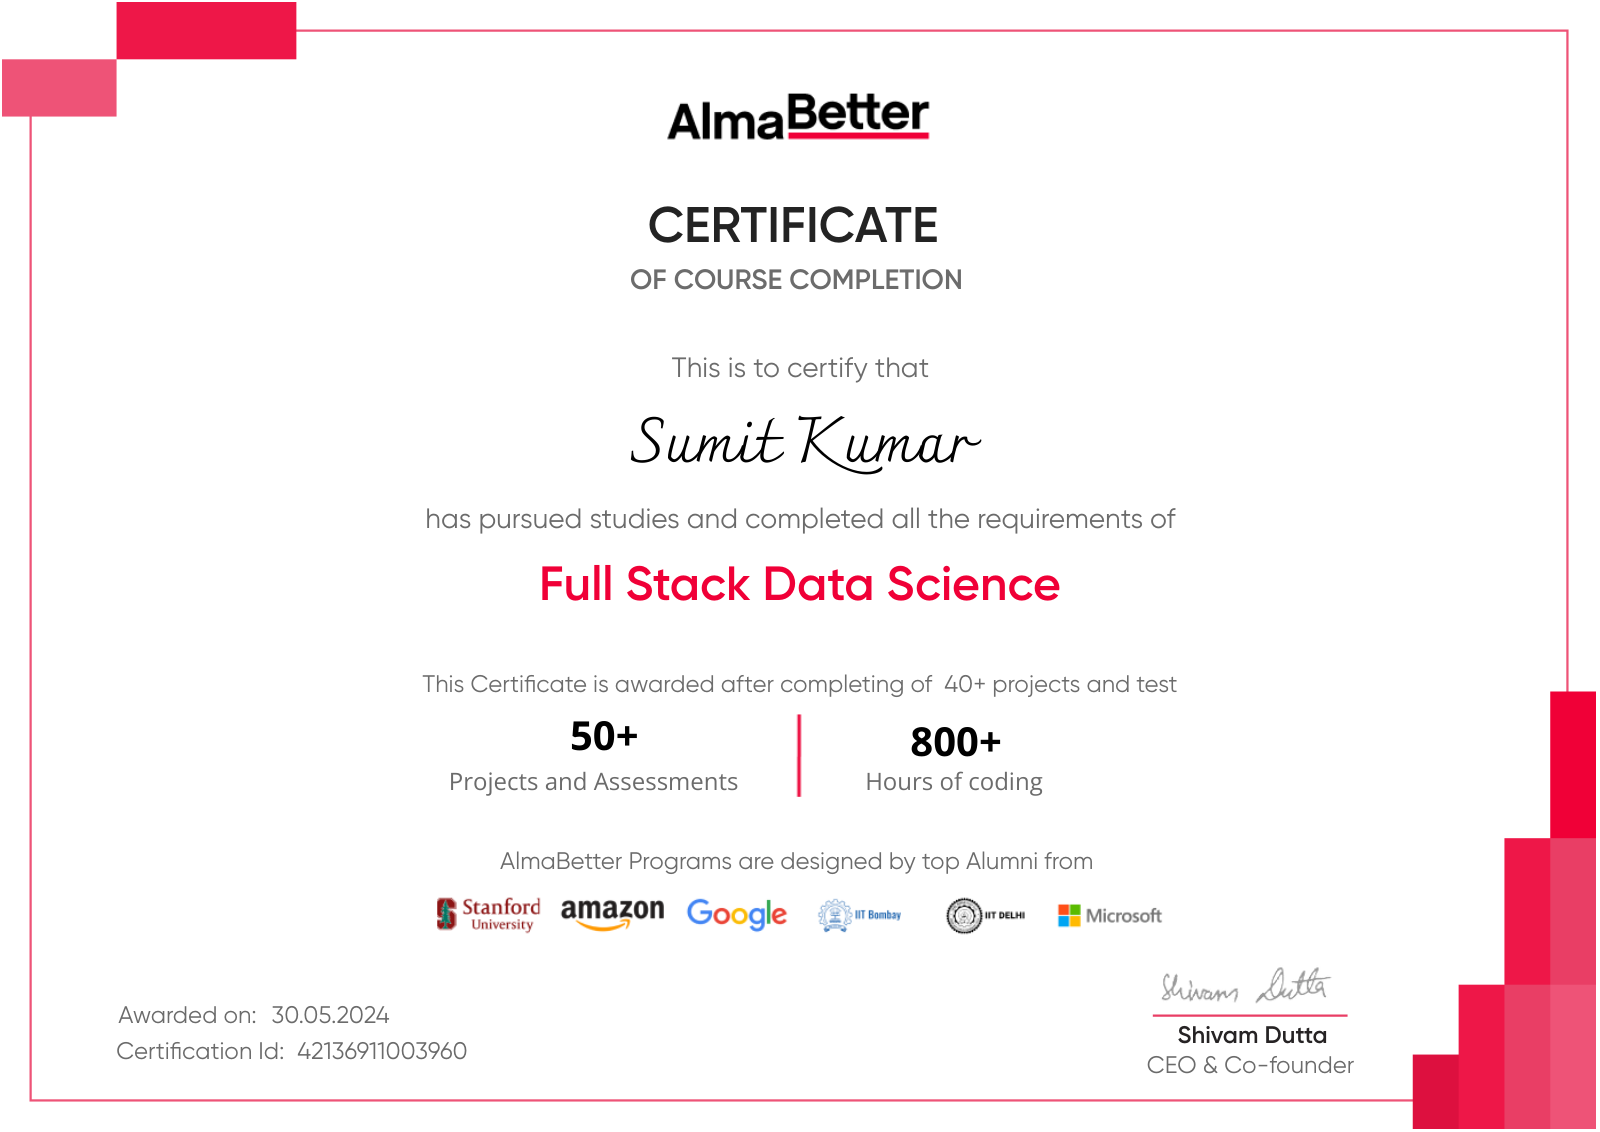 AlmaBetter
CERTIFICATE
OF COURSE COMPLETION
This is to certify that
Sumit Kumar
has pursued studies and completed all the requirements of
Full Stack Data Science
This Certificate is awarded after completing of 40+ projects and test
50+
Projects and Assessments
800+
Hours of coding
AlmaBetter Programs are designed by top Alumni from
Stanford University
amazon
Google
IIT Bombay
IIT DELHI
Microsoft
Awarded on: 30.05.2024
Certification Id: 42136911003960
Shivam Dutta
Shivam Dutta
CEO & Co-founder